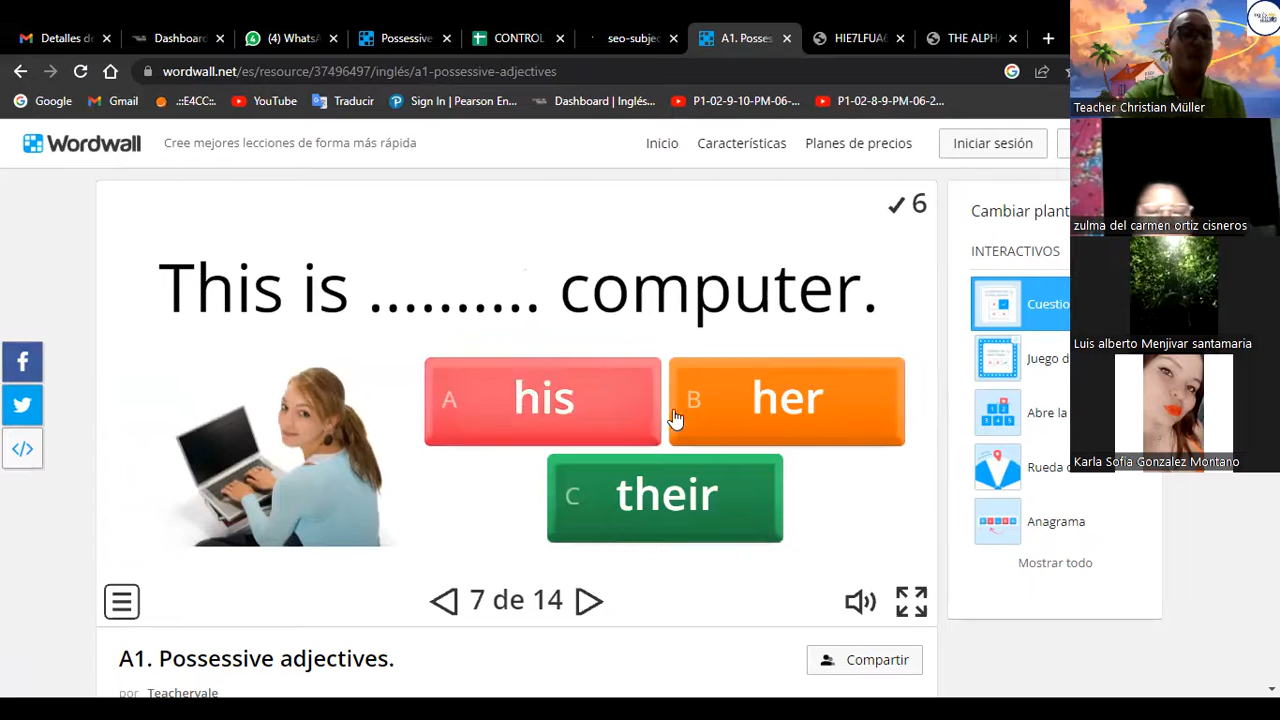 Detalles de
Dashboard
(4) WhatsA
Possessive
CONTROL
seo-subjec
A1. Posses
HIE7LFUA6
THE ALPHA
wordwall.net/es/resource/37496497/inglés/a1-possessive-adjectives
Google
Gmail
.::E4CC::.
YouTube
Traducir
Sign In | Pearson En...
Dashboard | Inglés...
P1-02-9-10-PM-06-...
P1-02-8-9-PM-06-2...
Teacher Christian Müller
Wordwall
Cree mejores lecciones de forma más rápida
Inicio
Características
Planes de precios
Iniciar sesión
6
This is .......... computer.
A his
B her
C their
7 de 14
A1. Possessive adjectives.
Compartir
por Teachervale
Cambiar plant
INTERACTIVOS
Cuestio
Juego d
Abre la
Rueda d
Anagrama
Mostrar todo
zulma del carmen ortiz cisneros
Luis alberto Menjivar santamaria
Karla Sofia Gonzalez Montano